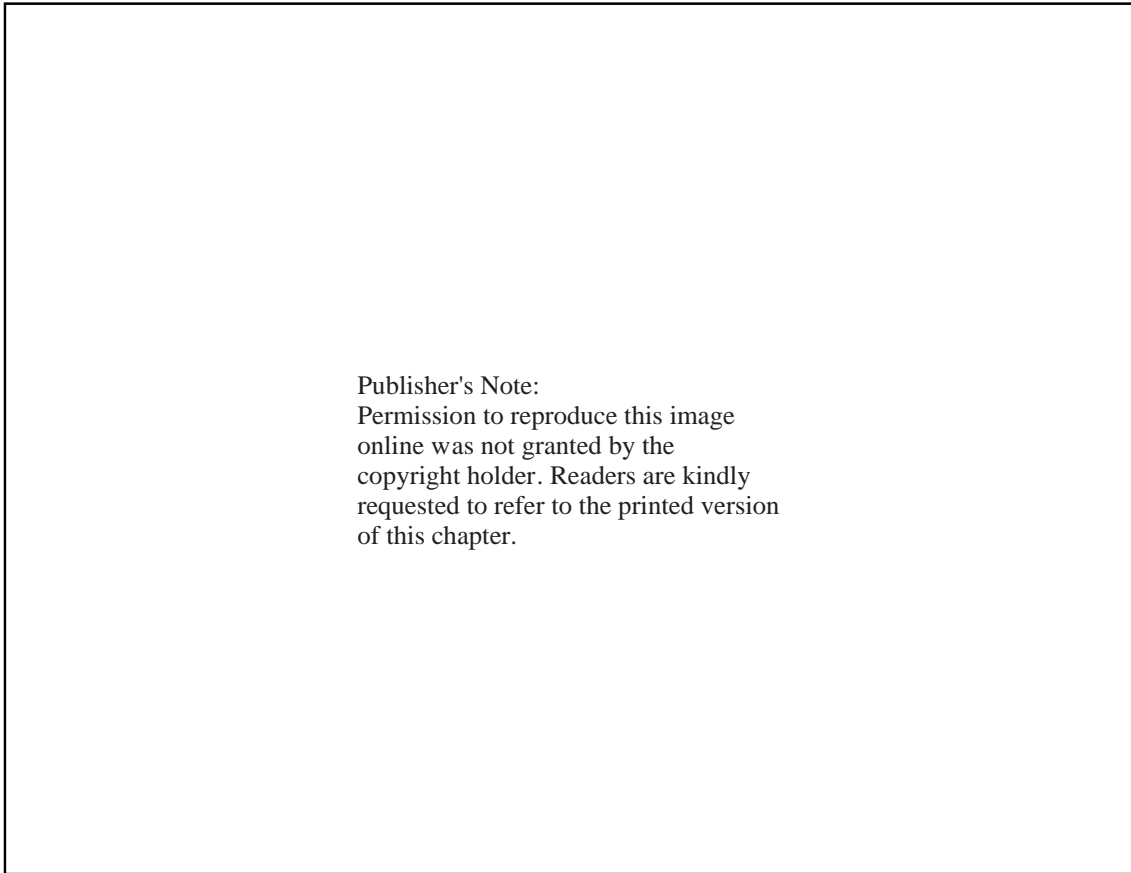 Publisher's Note:
Permission to reproduce this image
online was not granted by the
copyright holder. Readers are kindly
requested to refer to the printed version
of this chapter.